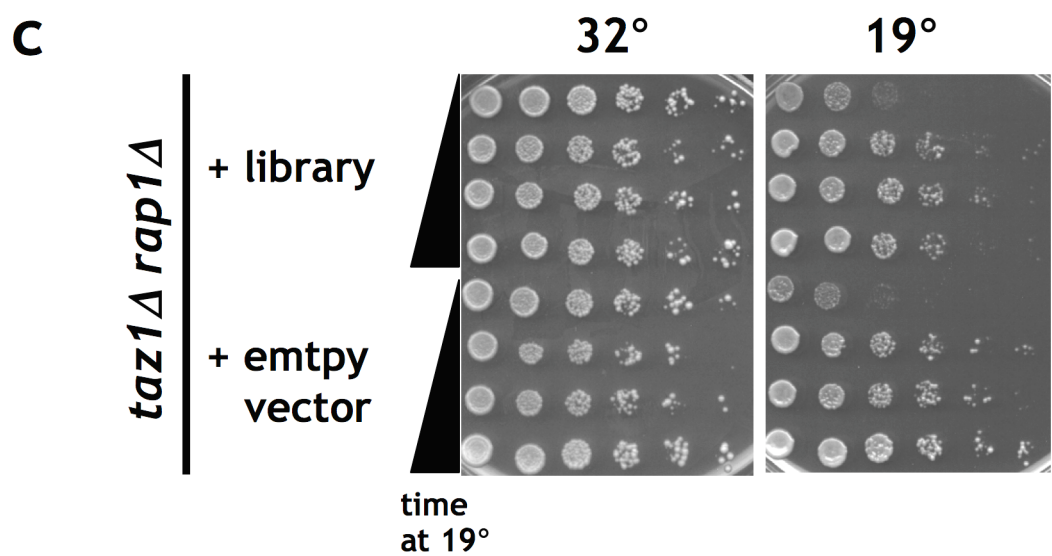 C
32°
19°
taz1Δ rap1Δ
+ library
+ emtpy
vector
time
at 19°